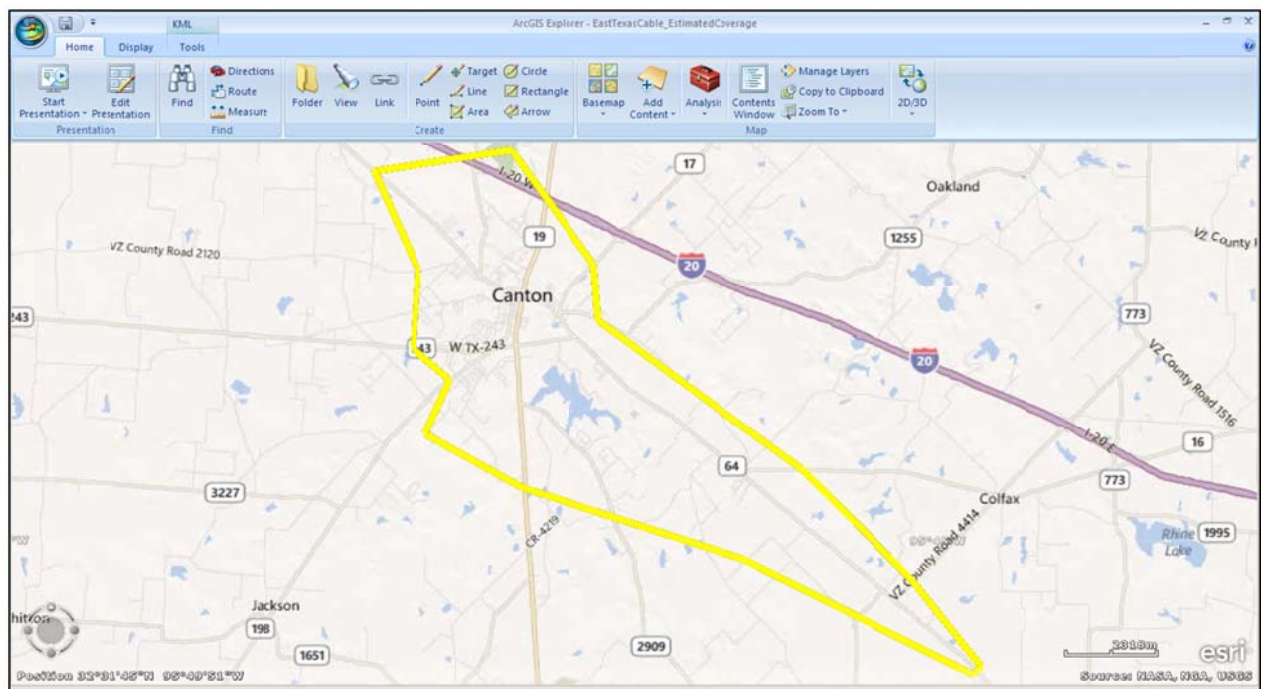 KML
ArcGIS Explorer - EastTexasCable_EstimatedCoverage
Home Display Tools
Start Presentation
Edit Presentation
Presentation
Find
Directions
Route
Measure
Find
Folder
View
Link
Point
Target
Line
Area
Circle
Rectangle
Arrow
Create
Basemap
Add Content
Analysis
Contents Window
Manage Layers
Copy to Clipboard
Zoom To
2D/3D
Map
17
I-20 W
Oakland
19
1255
VZ County Road 2120
VZ County R
20
Canton
243
773
W TX-243
20
VZ County Road 1516
I-20 E
16
64
773
3227
Colfax
VZ County Road 4414
CR-4219
Rhine Lake
1995
Jackson
198
1651
2909
2318m
esri
Position 32°31'45"N 95°49'51"W
Sources: NASA, NGA, USGS